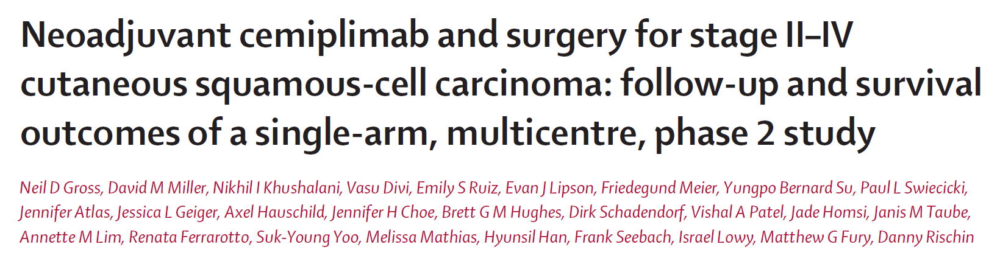 Neoadjuvant cemiplimab and surgery for stage II–IV
cutaneous squamous-cell carcinoma: follow-up and survival
outcomes of a single-arm, multicentre, phase 2 study
Neil D Gross, David M Miller, Nikhil I Khushalani, Vasu Divi, Emily S Ruiz, Evan J Lipson, Friedegund Meier, Yungpo Bernard Su, Paul L Swiecicki,
Jennifer Atlas, Jessica L Geiger, Axel Hauschild, Jennifer H Choe, Brett G M Hughes, Dirk Schadendorf, Vishal A Patel, Jade Homsi, Janis M Taube,
Annette M Lim, Renata Ferrarotto, Suk-Young Yoo, Melissa Mathias, Hyunsil Han, Frank Seebach, Israel Lowy, Matthew G Fury, Danny Rischin